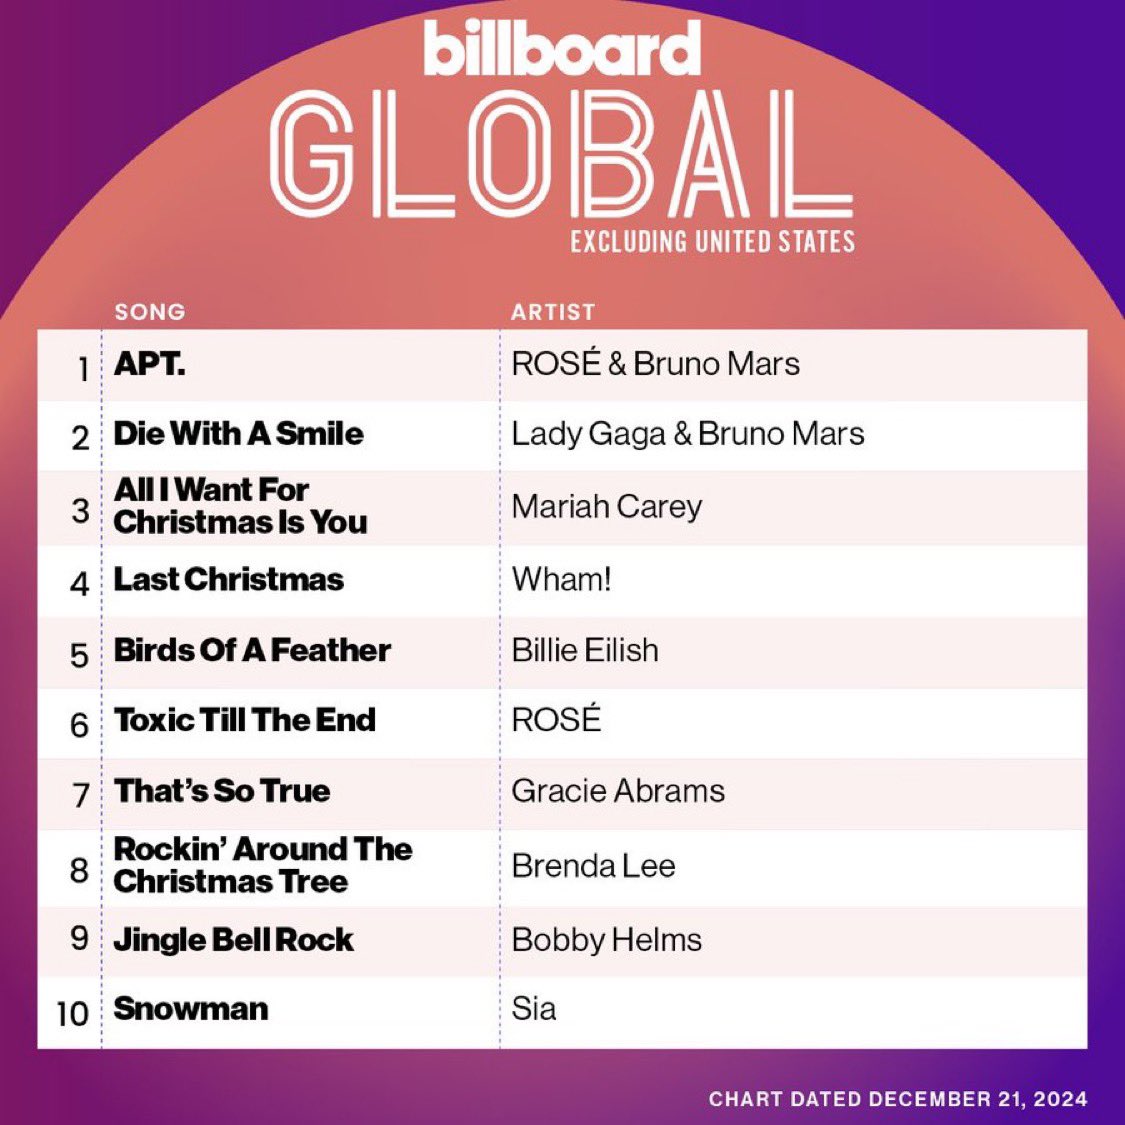 billboard
GLOBAL
EXCLUDING UNITED STATES
SONG ARTIST
1 APT. ROSÉ & Bruno Mars
2 Die With A Smile Lady Gaga & Bruno Mars
3 All I Want For
Christmas Is You Mariah Carey
4 Last Christmas Wham!
5 Birds Of A Feather Billie Eilish
6 Toxic Till The End ROSÉ
7 That's So True Gracie Abrams
8 Rockin' Around The
Christmas Tree Brenda Lee
9 Jingle Bell Rock Bobby Helms
10 Snowman Sia
CHART DATED DECEMBER 21, 2024